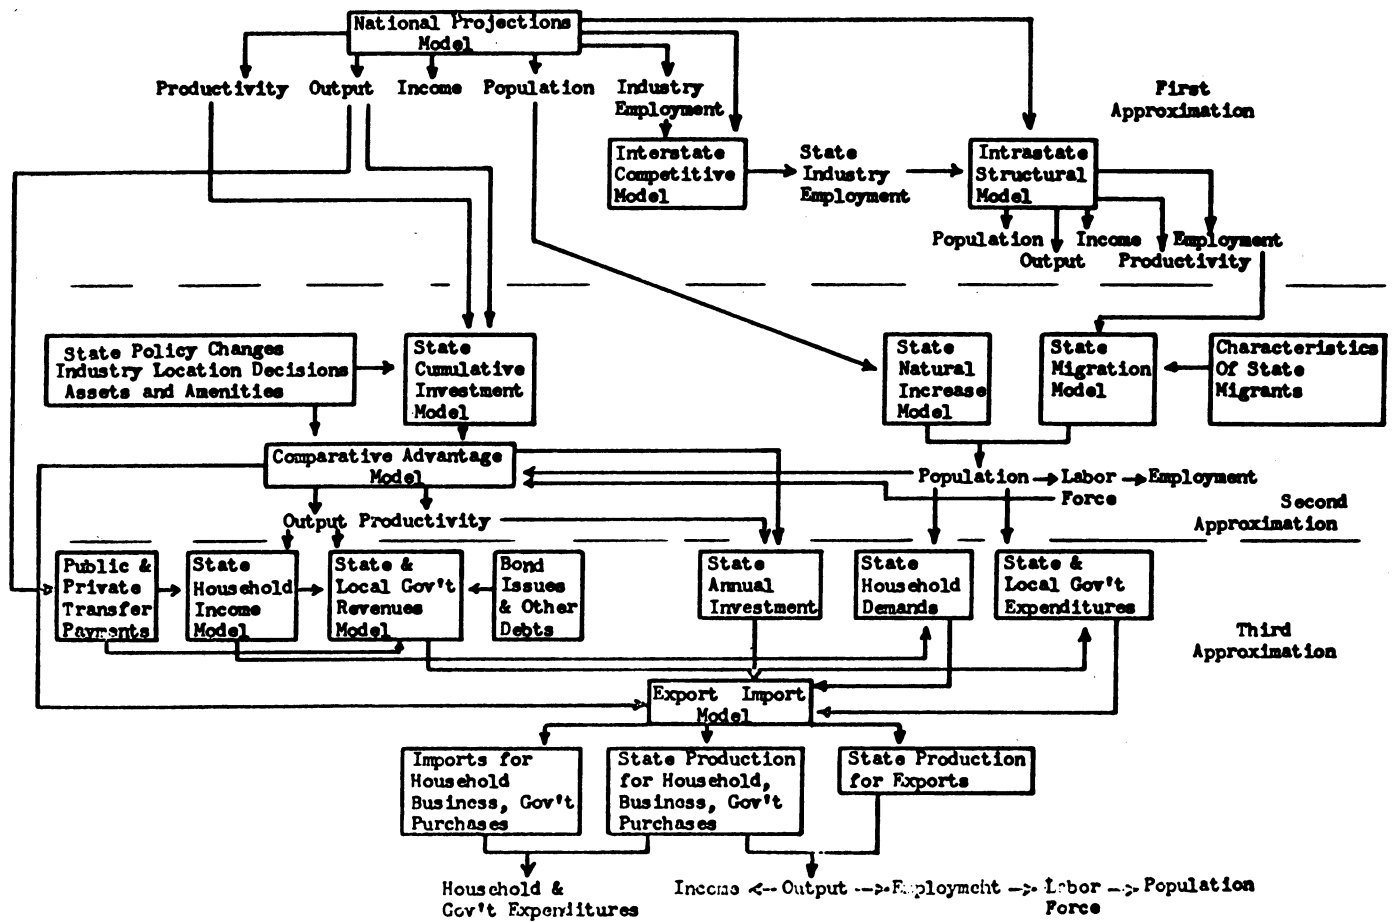 National Projections
Model
Productivity
Output
Income
Population
Industry
Employment
First
Approximation
Interstate
Competitive
Model
State
Industry
Employment
Intrastate
Structural
Model
Population
Income
Employment
Output
Productivity
State Policy Changes
Industry Location Decisions
Assets and Amenities
State
Cumulative
Investment
Model
State
Natural
Increase
Model
State
Migration
Model
Characteristics
Of State
Migrants
Comparative Advantage
Model
Population
Labor
Force
Employment
Second
Approximation
Output Productivity
Public &
Private
Transfer
Payments
State
Household
Income
Model
State &
Local Gov't
Revenues
Model
Bond
Issues
& Other
Debts
State
Annual
Investment
State
Household
Demands
State &
Local Gov't
Expenditures
Third
Approximation
Export Import
Model
Imports for
Household
Business, Gov't
Purchases
State Production
for Household,
Business, Gov't
Purchases
State Production
for Exports
Household &
Gov't Expenditures
Income
Output
Employment
Labor
Force
Population